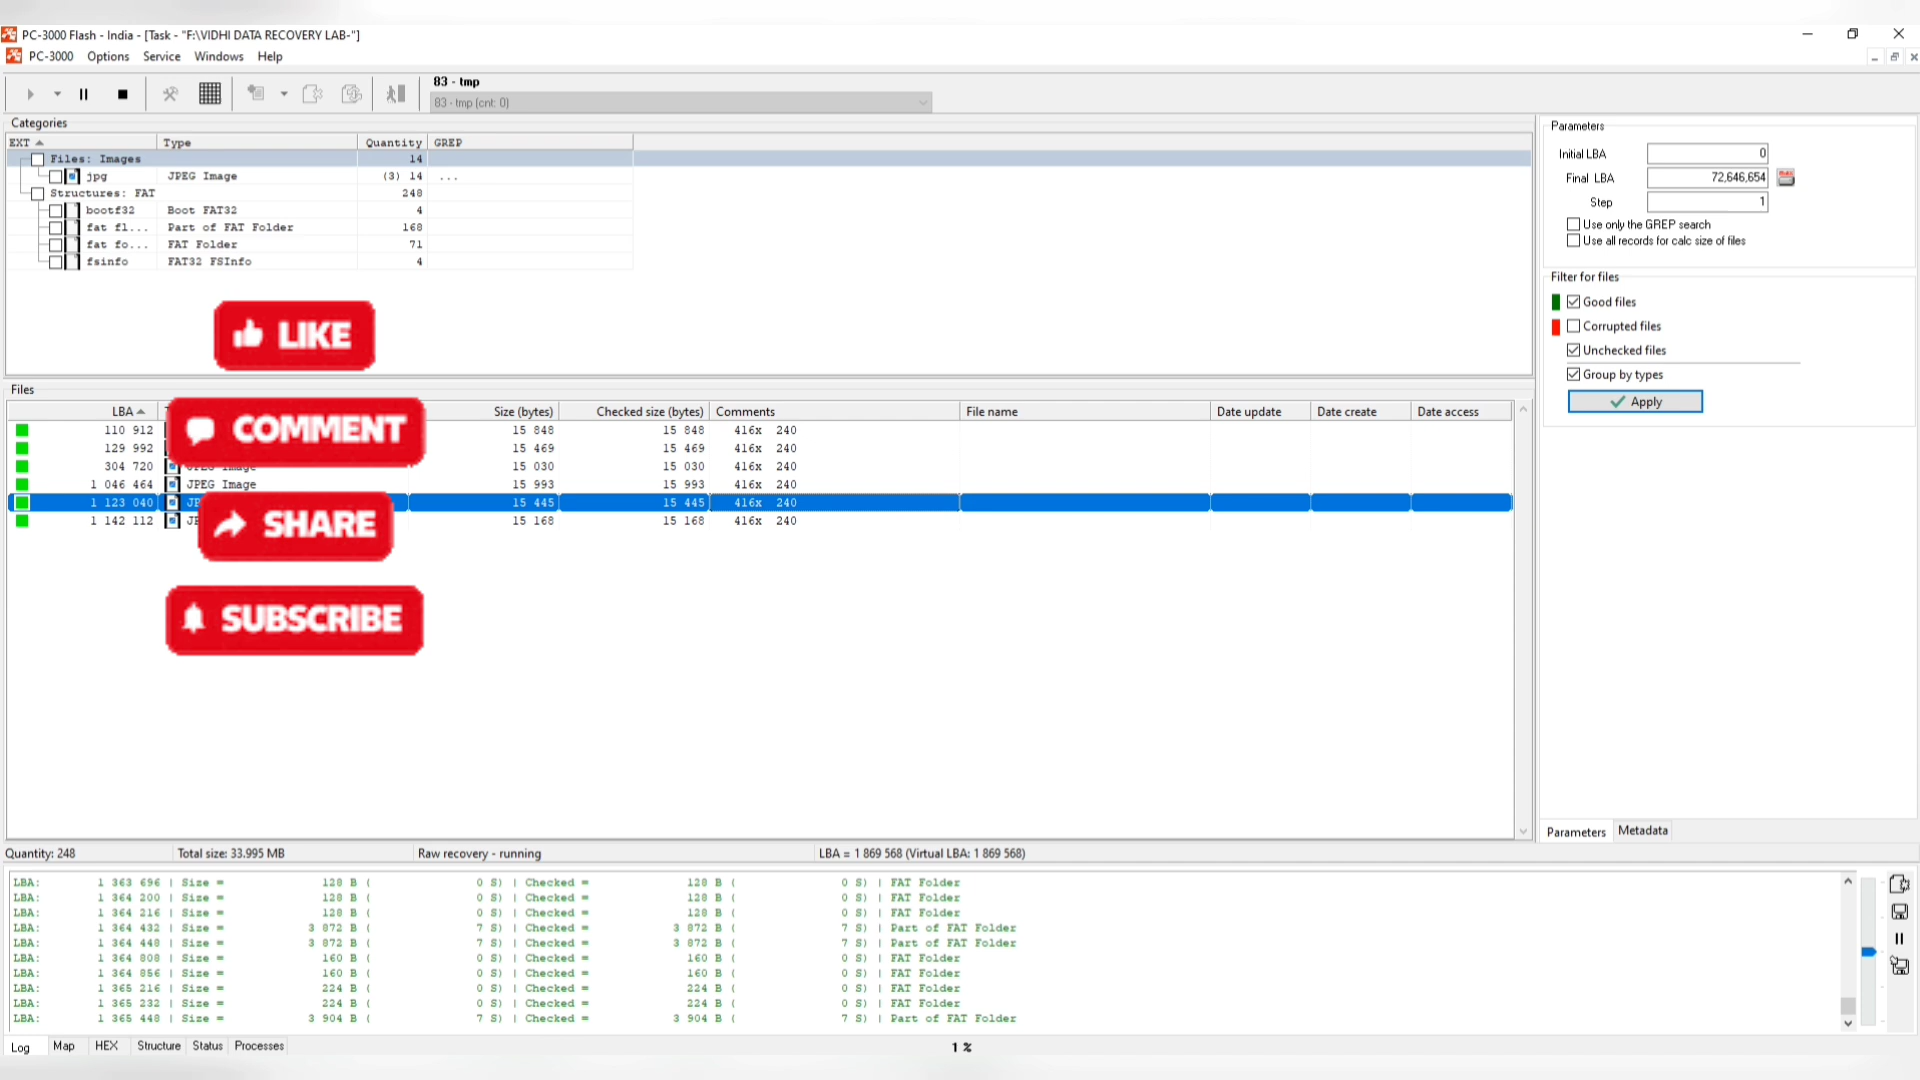 PC-3000 Flash - India - [Task - "F:\VIDHI DATA RECOVERY LAB-"]
PC-3000 Options Service Windows Help
83 - tmp
83 - tmp (cnt: 0)
Categories
EXT Type Quantity GREP
Files: Images 14
jpg JPEG Image (3) 14 ...
Structures: FAT 248
bootf32 Boot FAT32 4
fat fl... Part of FAT Folder 168
fat fo... FAT Folder 71
fsinfo FAT32 FSInfo 4
LIKE
Files
LBA Size (bytes) Checked size (bytes) Comments File name Date update Date create Date access
110 912 15 848 15 848 416x 240
COMMENT
129 992 15 469 15 469 416x 240
304 720 JPEG Image 15 030 15 030 416x 240
1 046 464 JPEG Image 15 993 15 993 416x 240
1 123 040 15 445 15 445 416x 240
1 142 112 15 168 15 168 416x 240
SHARE
SUBSCRIBE
Parameters
Initial LBA 0
Final LBA 72,646,654
Step 1
Use only the GREP search
Use all records for calc size of files
Filter for files
Good files
Corrupted files
Unchecked files
Group by types
Apply
Parameters Metadata
Quantity: 248 Total size: 33.995 MB Raw recovery - running LBA = 1 869 568 (Virtual LBA: 1 869 568)
LBA: 1 363 696 | Size = 128 B ( 0 S) | Checked = 128 B ( 0 S) | FAT Folder
LBA: 1 364 200 | Size = 128 B ( 0 S) | Checked = 128 B ( 0 S) | FAT Folder
LBA: 1 364 216 | Size = 128 B ( 0 S) | Checked = 128 B ( 0 S) | FAT Folder
LBA: 1 364 432 | Size = 3 872 B ( 7 S) | Checked = 3 872 B ( 7 S) | Part of FAT Folder
LBA: 1 364 448 | Size = 3 872 B ( 7 S) | Checked = 3 872 B ( 7 S) | Part of FAT Folder
LBA: 1 364 808 | Size = 160 B ( 0 S) | Checked = 160 B ( 0 S) | FAT Folder
LBA: 1 364 856 | Size = 160 B ( 0 S) | Checked = 160 B ( 0 S) | FAT Folder
LBA: 1 365 216 | Size = 224 B ( 0 S) | Checked = 224 B ( 0 S) | FAT Folder
LBA: 1 365 232 | Size = 224 B ( 0 S) | Checked = 224 B ( 0 S) | FAT Folder
LBA: 1 365 448 | Size = 3 904 B ( 7 S) | Checked = 3 904 B ( 7 S) | Part of FAT Folder
Log Map HEX Structure Status Processes 1 %